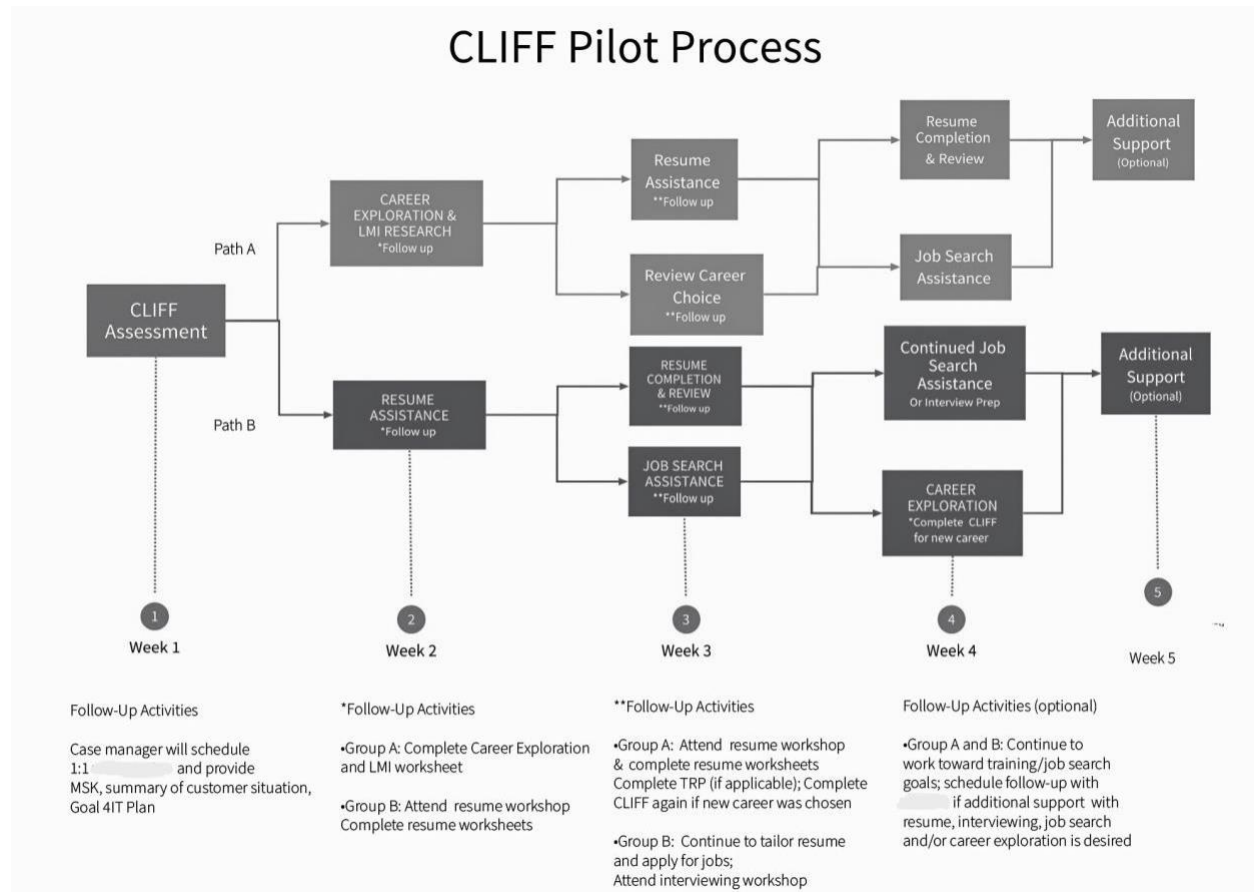 CLIFF Pilot Process
Path A
Path B
CLIFF
Assessment
CAREER
EXPLORATION &
LMI RESEARCH
*Follow up
RESUME
ASSISTANCE
*Follow up
Resume
Assistance
**Follow up
Review Career
Choice
**Follow up
RESUME
COMPLETION
& REVIEW
**Follow up
JOB SEARCH
ASSISTANCE
**Follow up
Resume
Completion
& Review
Job Search
Assistance
Continued Job
Search
Assistance
Or Interview Prep
CAREER
EXPLORATION
*Complete CLIFF
for new career
Additional
Support
(Optional)
Additional
Support
(Optional)
1
Week 1
2
Week 2
3
Week 3
4
Week 4
5
Week 5
Follow-Up Activities
Case manager will schedule
1:1 and provide
MSK, summary of customer situation,
Goal 4IT Plan
*Follow-Up Activities
•Group A: Complete Career Exploration
and LMI worksheet
•Group B: Attend resume workshop
Complete resume worksheets
**Follow-Up Activities
•Group A: Attend resume workshop
& complete resume worksheets
Complete TRP (if applicable); Complete
CLIFF again if new career was chosen
•Group B: Continue to tailor resume
and apply for jobs;
Attend interviewing workshop
Follow-Up Activities (optional)
•Group A and B: Continue to
work toward training/job search
goals; schedule follow-up with
if additional support with
resume, interviewing, job search
and/or career exploration is desired